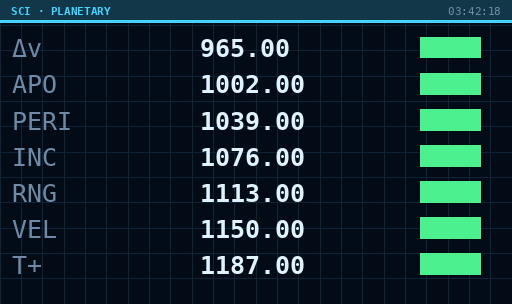 SCI · PLANETARY 03:42:18
Δv 965.00
APO 1002.00
PERI 1039.00
INC 1076.00
RNG 1113.00
VEL 1150.00
T+ 1187.00